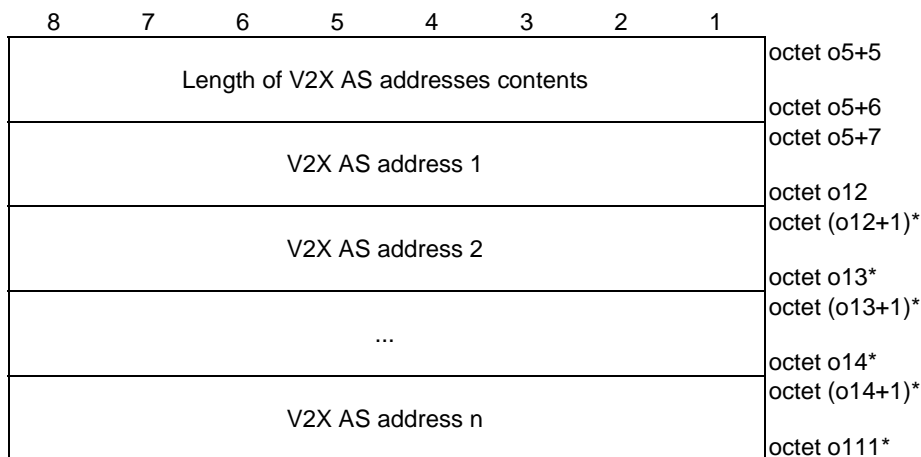 8 7 6 5 4 3 2 1
octet o5+5
Length of V2X AS addresses contents
octet o5+6
octet o5+7
V2X AS address 1
octet o12
octet (o12+1)*
V2X AS address 2
octet o13*
octet (o13+1)*
...
octet o14*
octet (o14+1)*
V2X AS address n
octet o111*